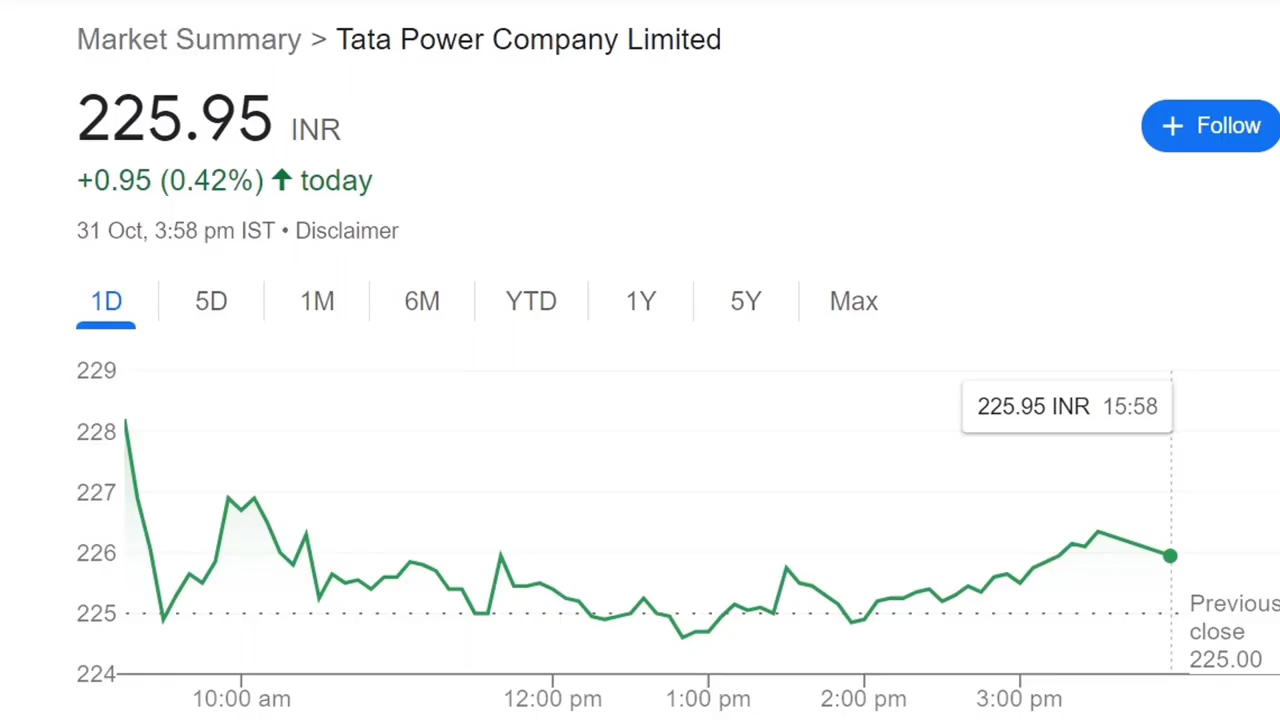 Market Summary > Tata Power Company Limited
225.95 INR
+ Follow
+0.95 (0.42%) ↑ today
31 Oct, 3:58 pm IST • Disclaimer
1D 5D 1M 6M YTD 1Y 5Y Max
229
225.95 INR 15:58
228
227
226
225
Previous
close
225.00
224
10:00 am 12:00 pm 1:00 pm 2:00 pm 3:00 pm